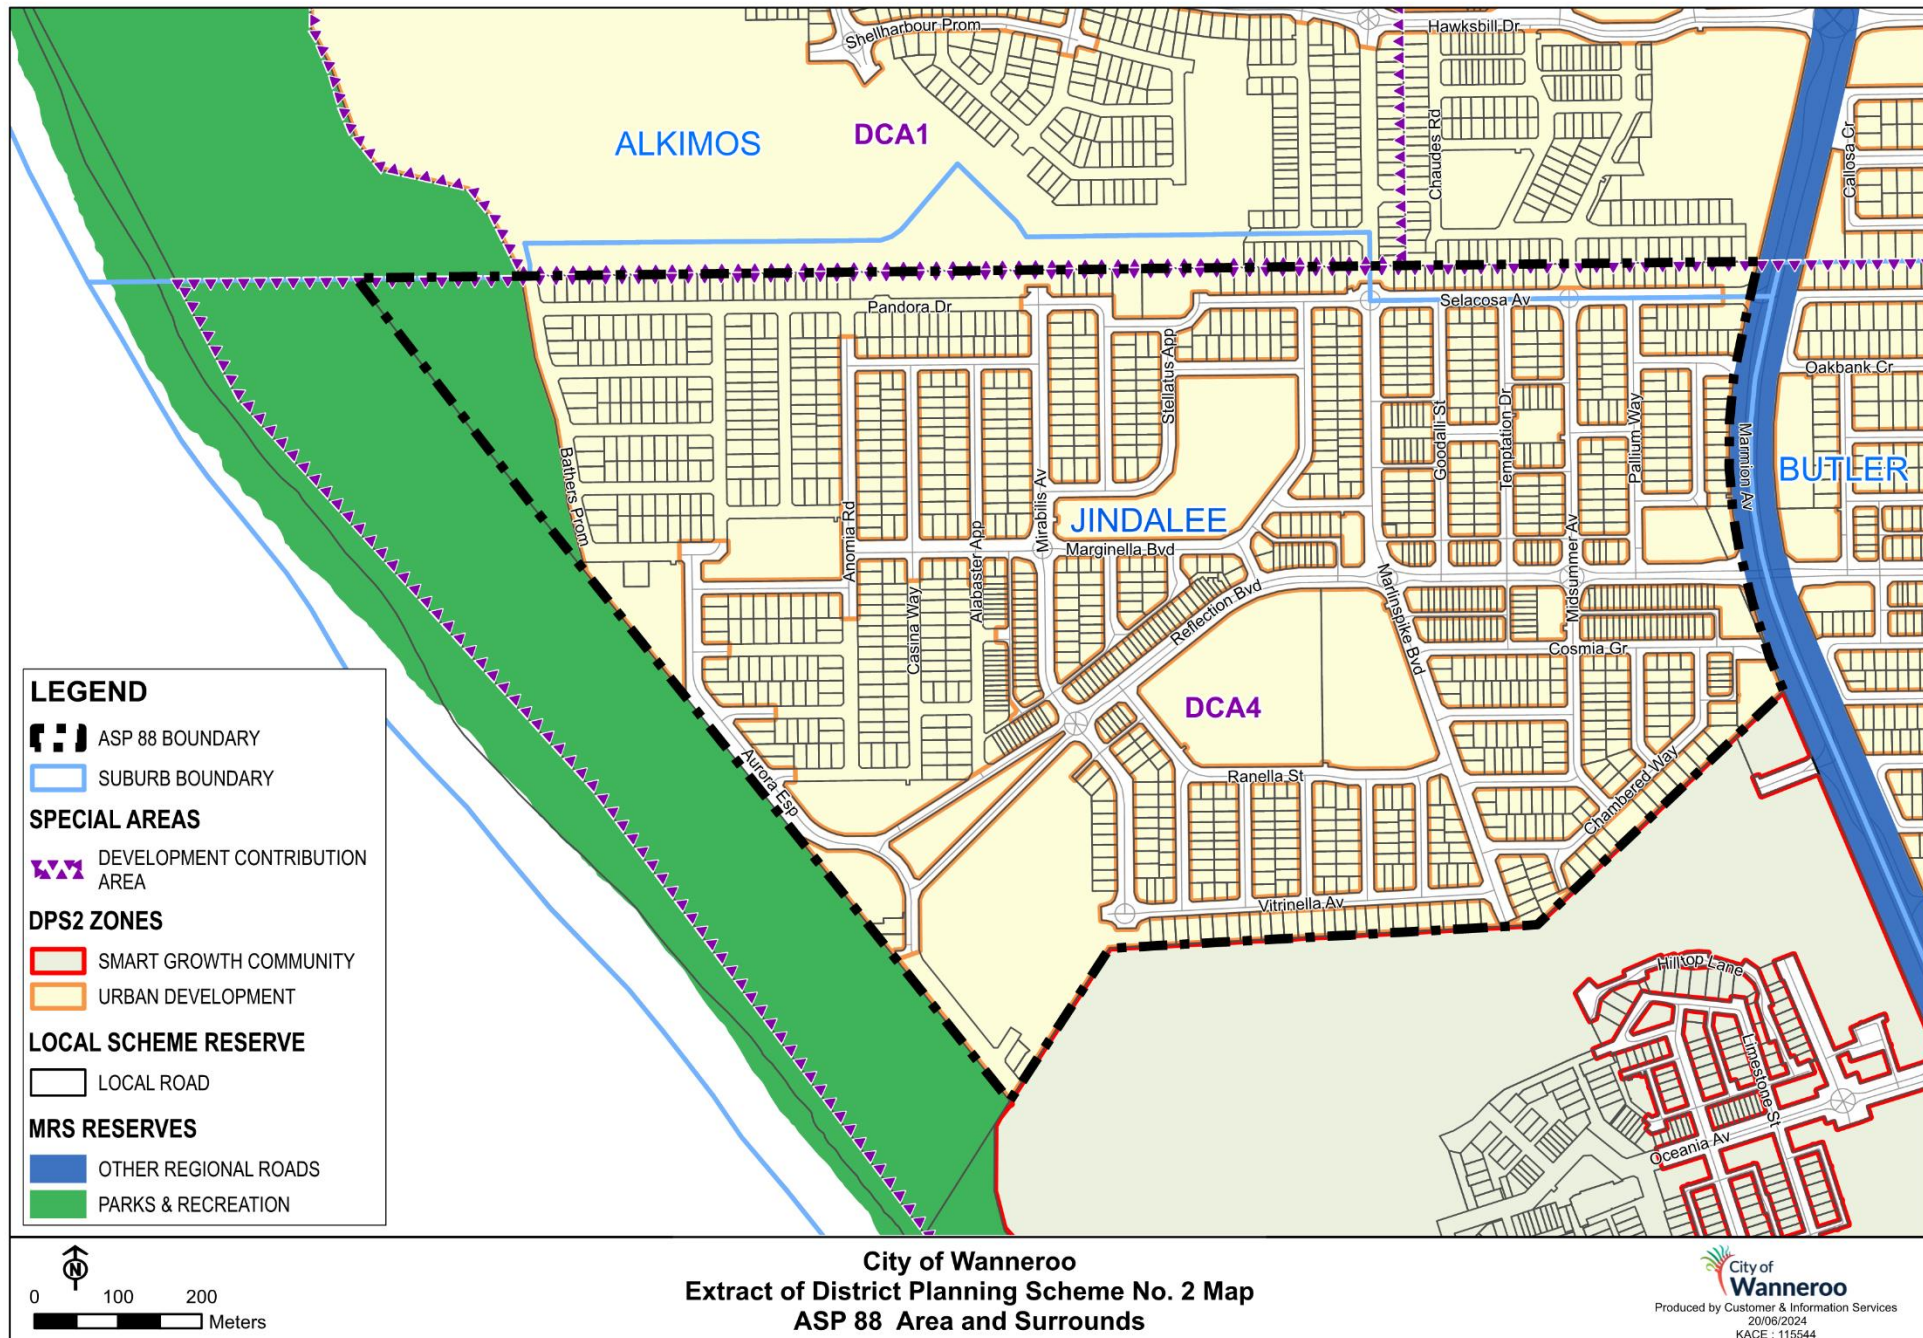 Shellharbour Prom
Hawksbill Dr
ALKIMOS
DCA1
Chaudes Rd
Callosa Cr
Pandora Dr
Selacosa Av
Stellatus App
Oakbank Cr
Goodalli St
Temptation Dr
Pallium Way
Marmion Av
BUTLER
Bathers Prom
Anomia Rd
Mirabilis Av
JINDALEE
Marginella Bvd
Alabaster App
Casina Way
Reflection Bvd
Marlinspike Bvd
Midsummer Av
Cosmia Gr
DCA4
Aurora Esp
Ranella St
Chambered Way
Vitrinella Av
Hilltop Lane
Limestone St
Oceania Av
LEGEND
ASP 88 BOUNDARY
SUBURB BOUNDARY
SPECIAL AREAS
DEVELOPMENT CONTRIBUTION
AREA
DPS2 ZONES
SMART GROWTH COMMUNITY
URBAN DEVELOPMENT
LOCAL SCHEME RESERVE
LOCAL ROAD
MRS RESERVES
OTHER REGIONAL ROADS
PARKS & RECREATION
N
0 100 200
Meters
City of Wanneroo
Extract of District Planning Scheme No. 2 Map
ASP 88 Area and Surrounds
City of
Wanneroo
Produced by Customer & Information Services
20/06/2024
KACE : 115544